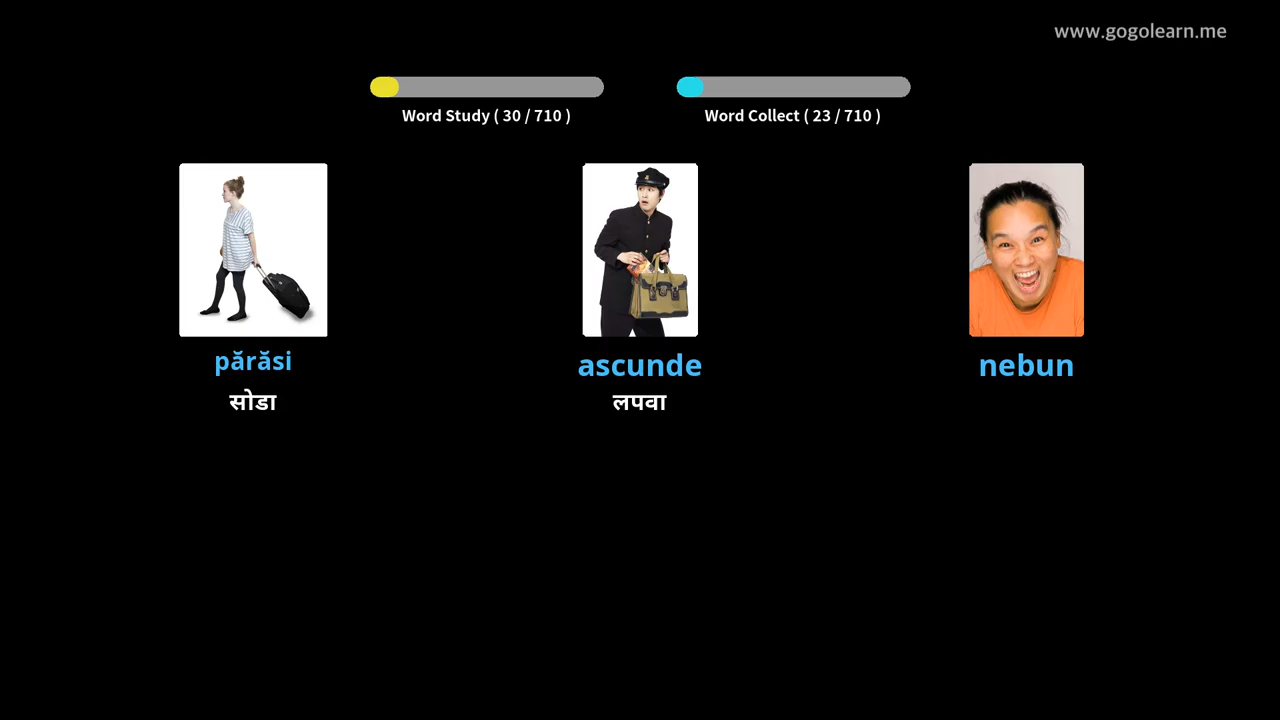 www.gogolearn.me
Word Study ( 30 / 710 )
Word Collect ( 23 / 710 )
părăsi
ascunde
nebun
सोडा
लपवा